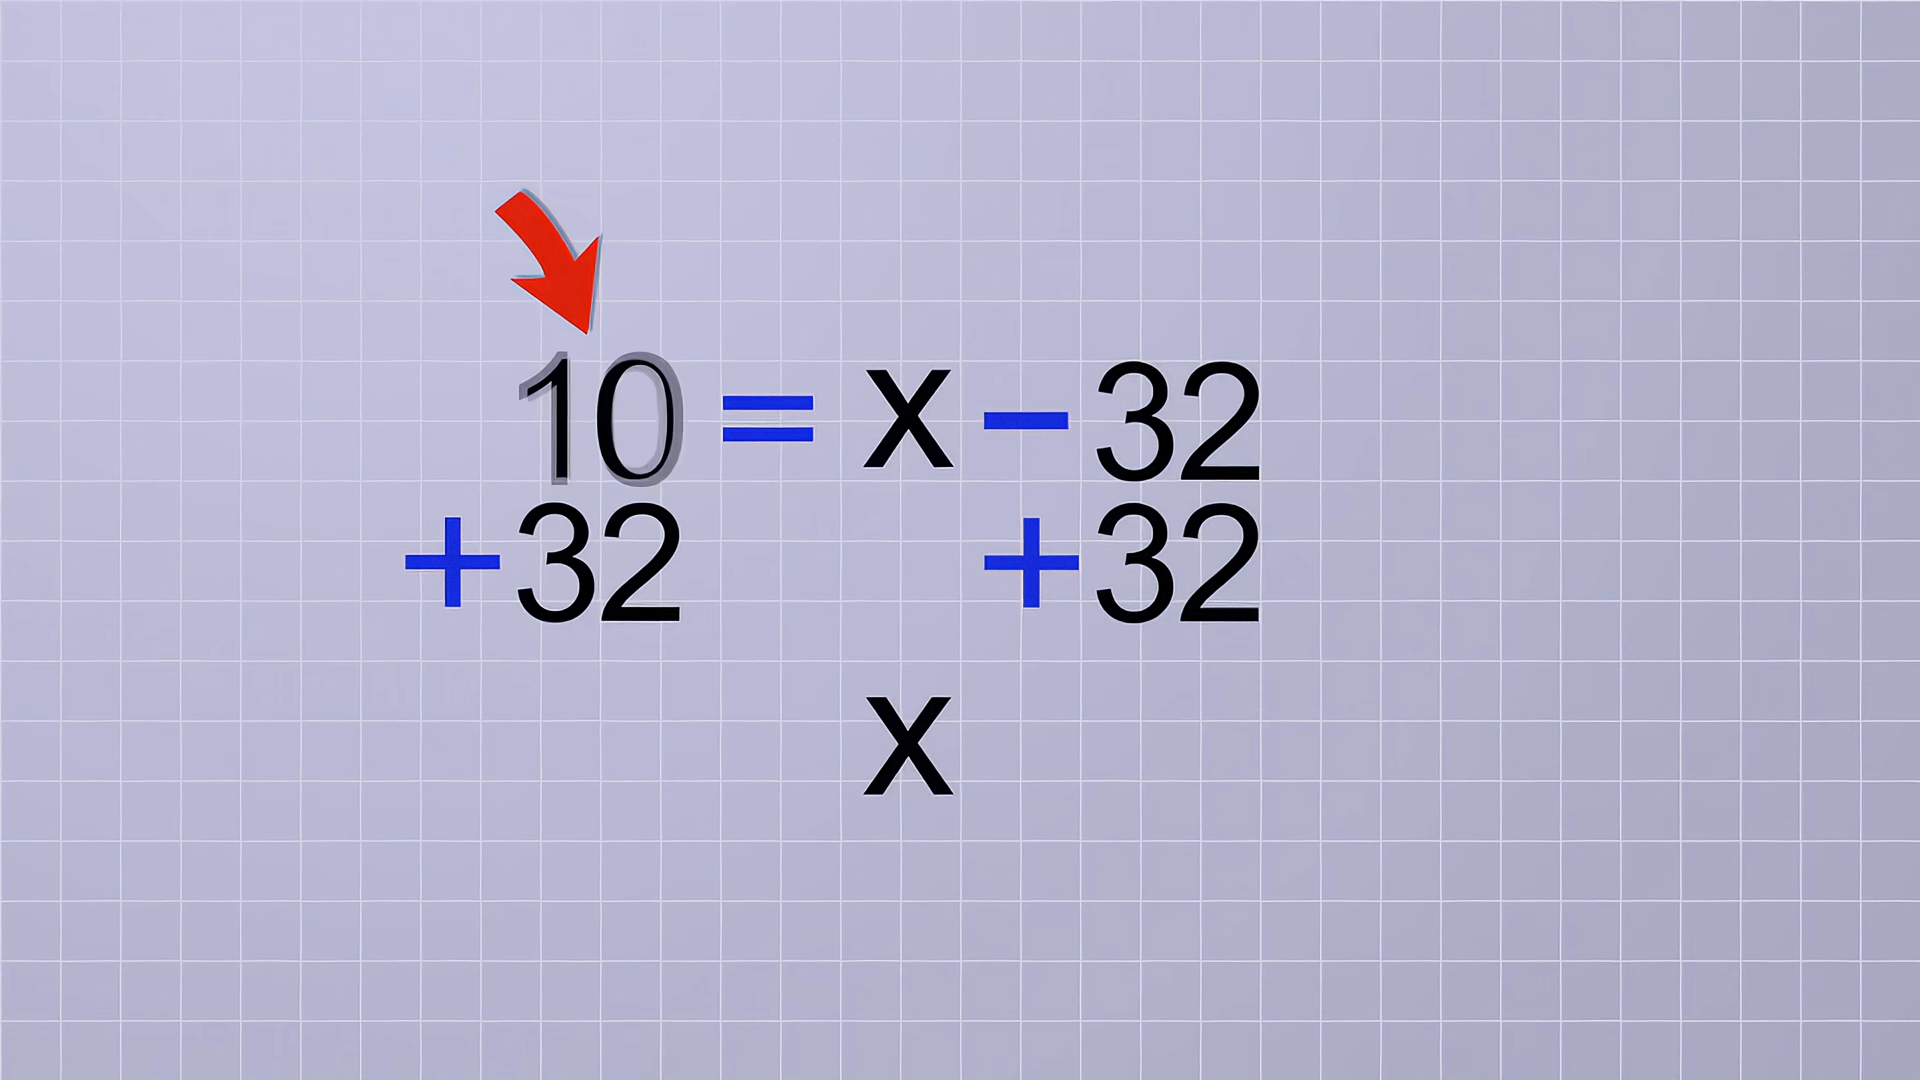 10 = x − 32
+32 +32
x